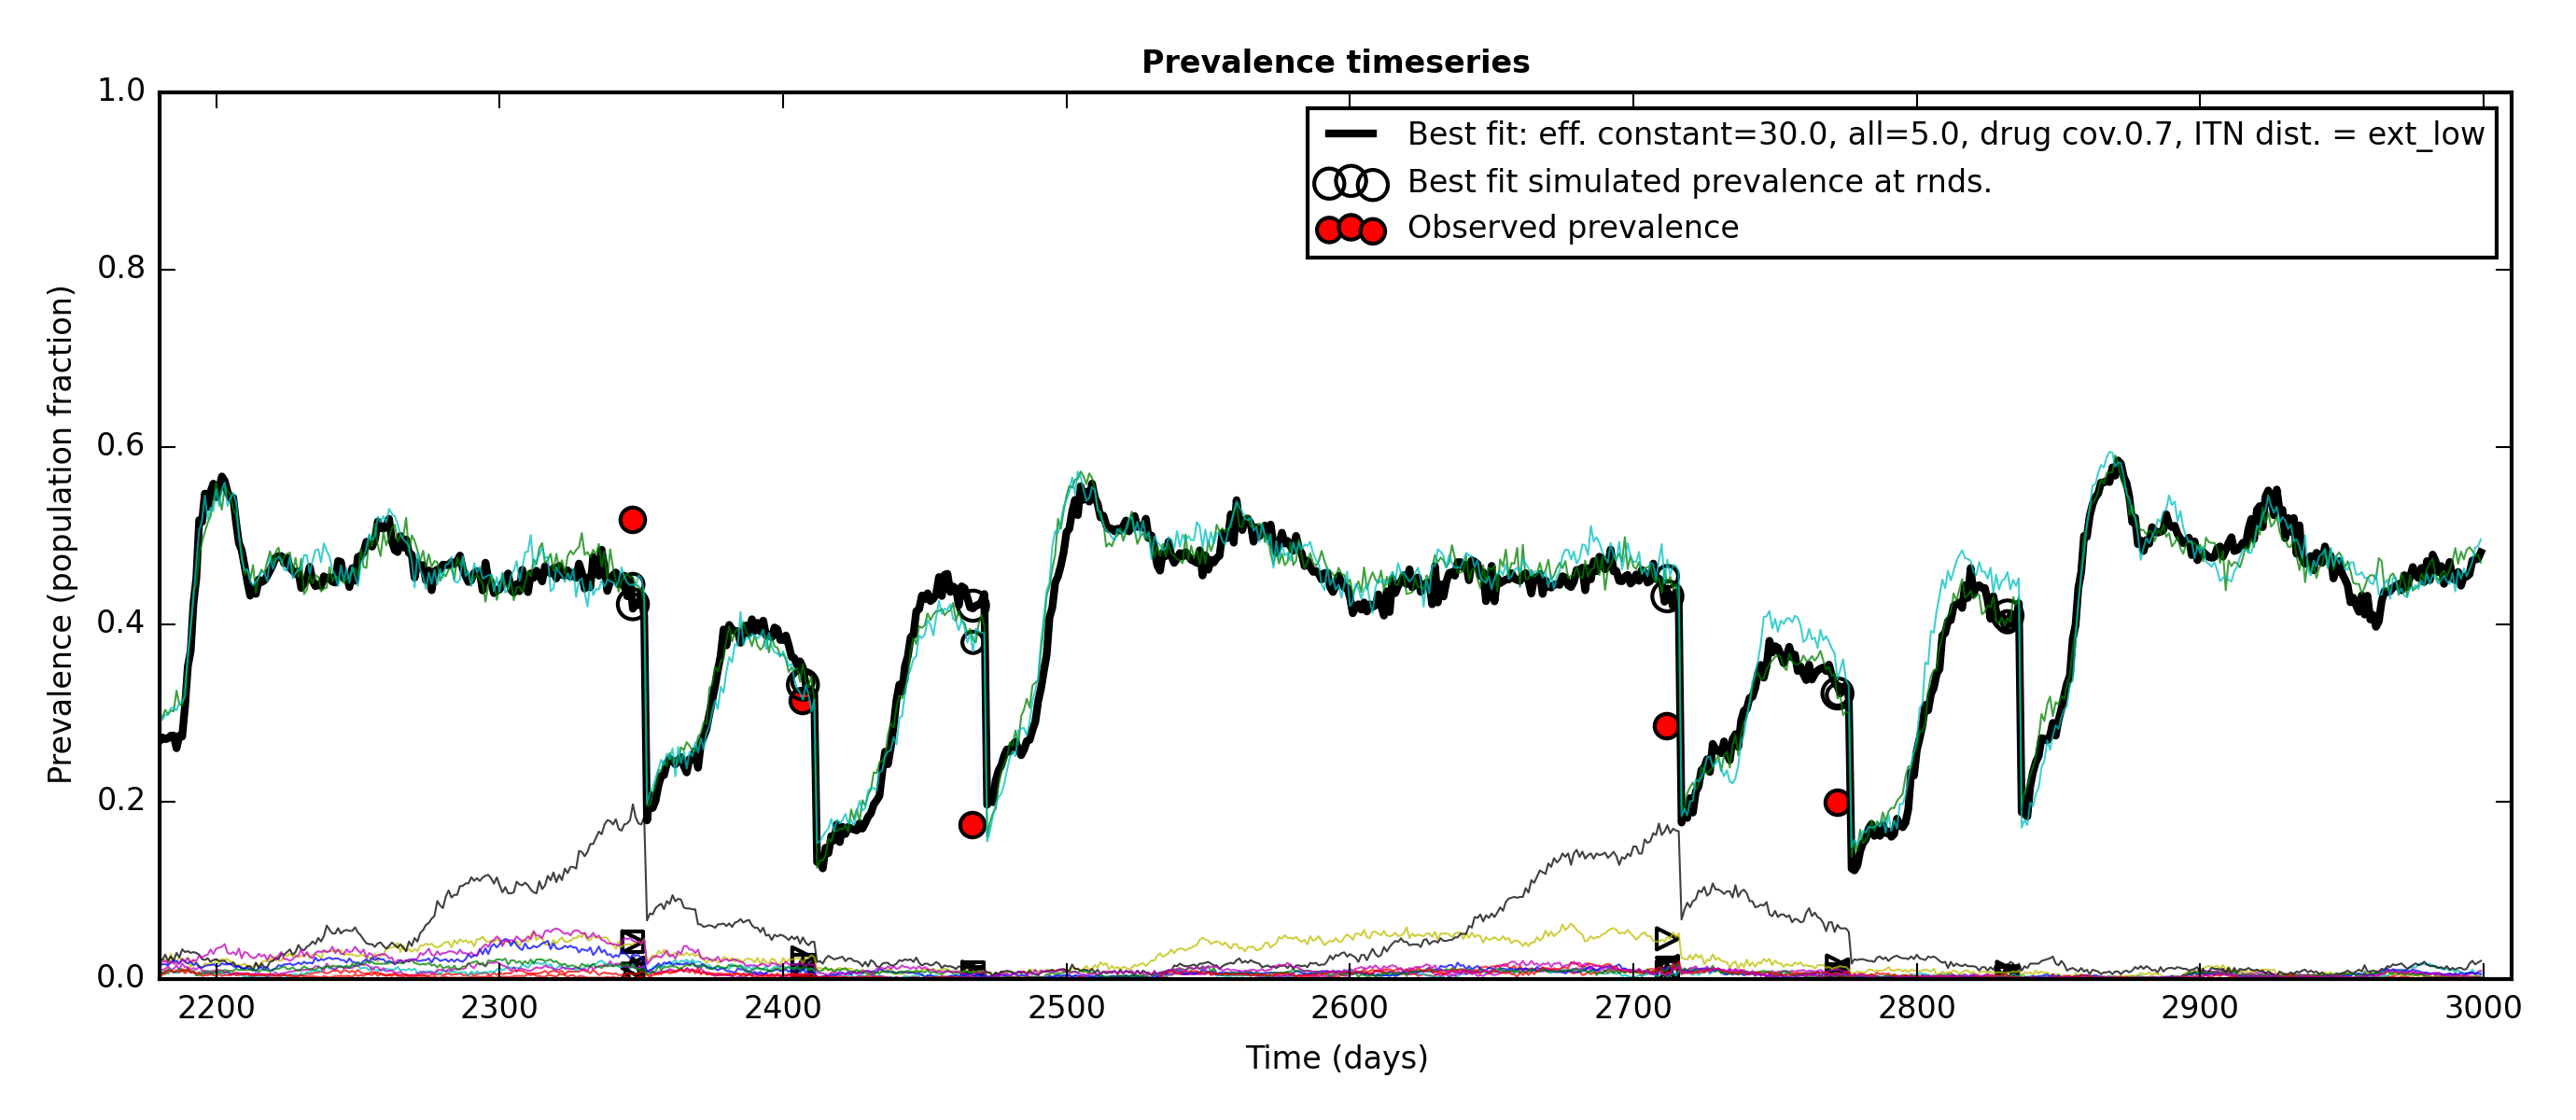 Prevalence timeseries
Best fit: eff. constant=30.0, all=5.0, drug cov.0.7, ITN dist. = ext_low
Best fit simulated prevalence at rnds.
Observed prevalence
Prevalence (population fraction)
1.0
0.8
0.6
0.4
0.2
0.0
2200 2300 2400 2500 2600 2700 2800 2900 3000
Time (days)